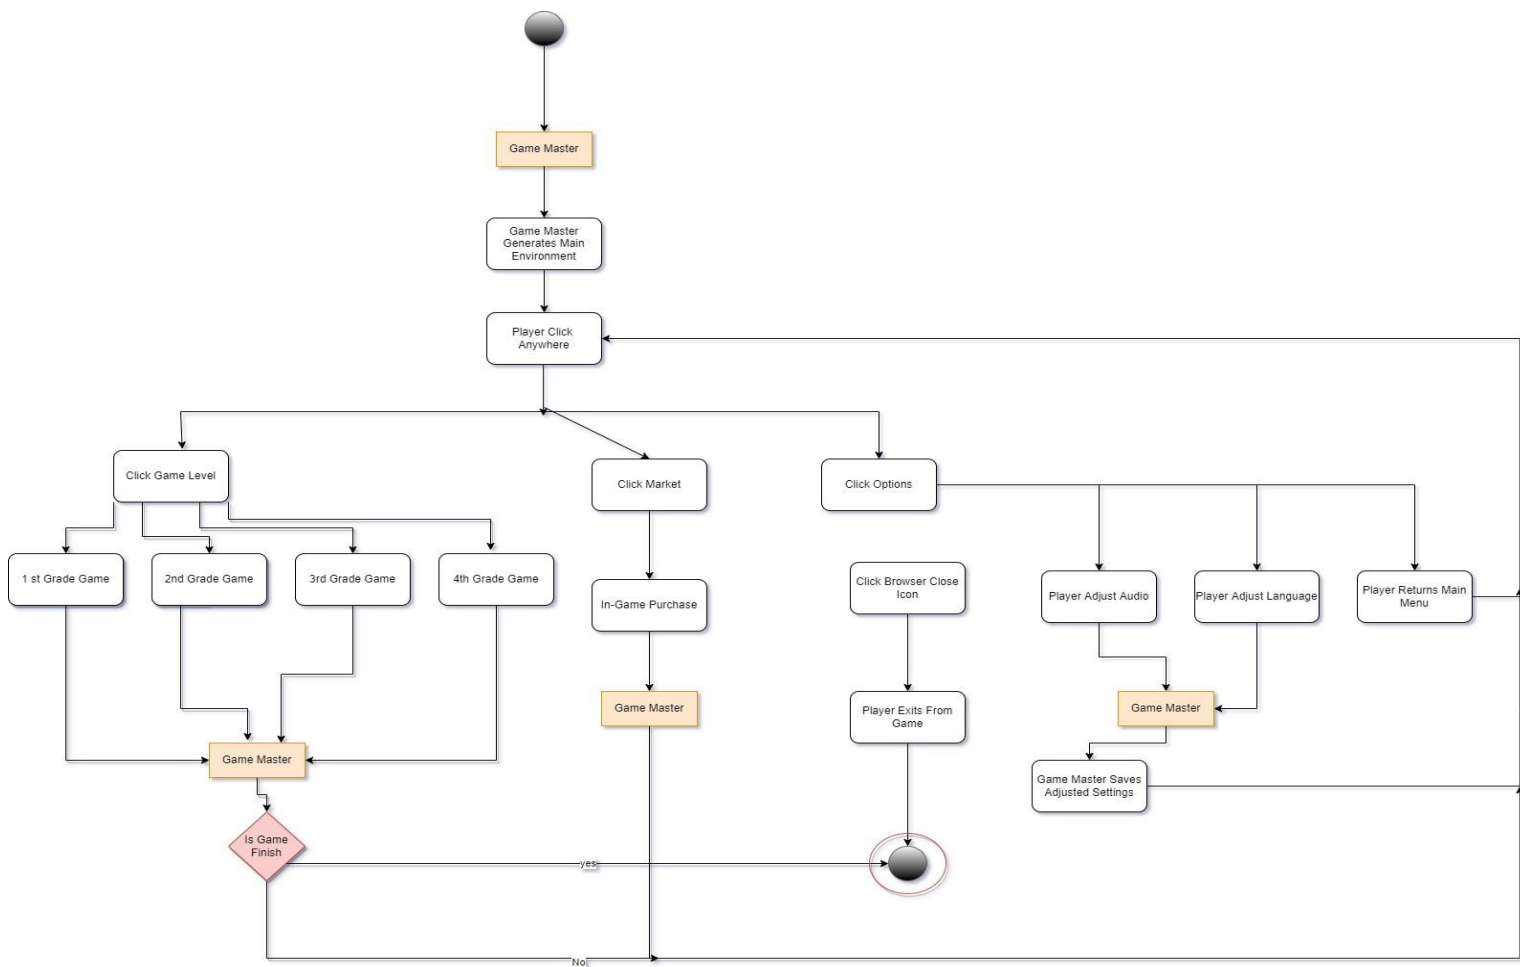 Game Master
Game Master
Generates Main
Environment
Player Click
Anywhere
Click Game Level
Click Market
Click Options
1 st Grade Game
2nd Grade Game
3rd Grade Game
4th Grade Game
In-Game Purchase
Click Browser Close
Icon
Player Adjust Audio
Player Adjust Language
Player Returns Main
Menu
Game Master
Player Exits From
Game
Game Master
Game Master
Game Master Saves
Adjusted Settings
Is Game
Finish
yes
No